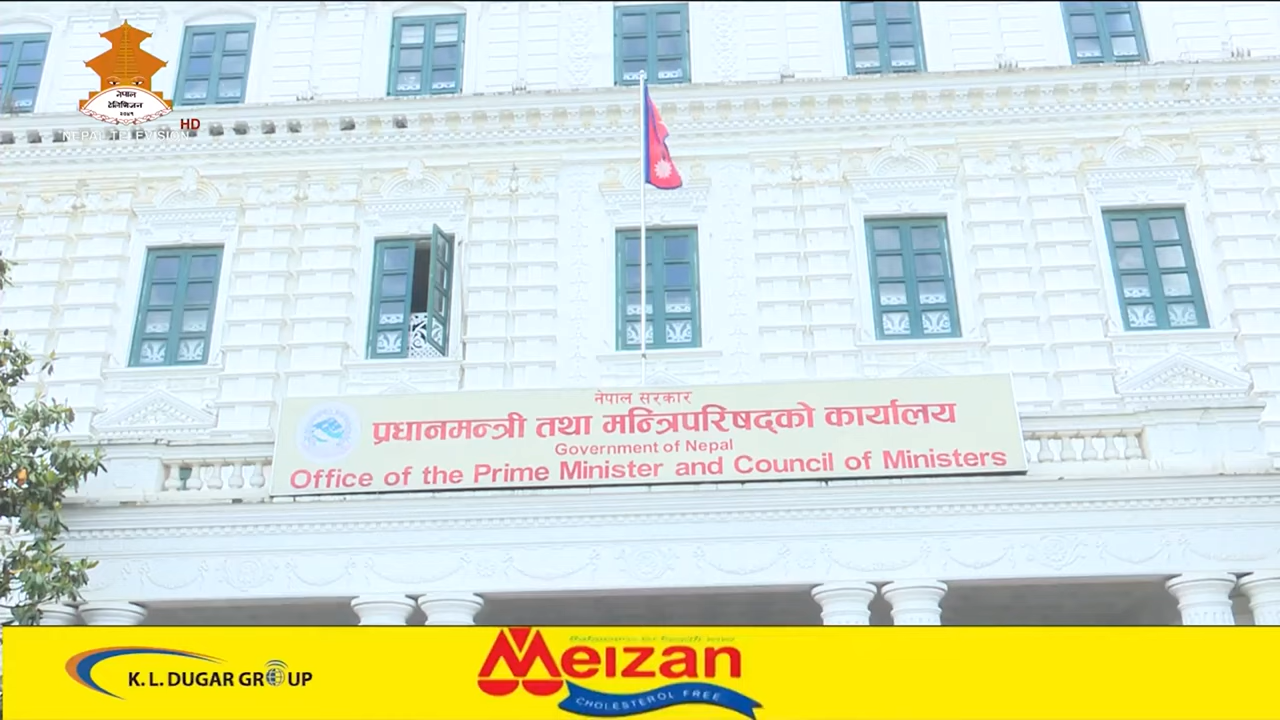 नेपाल
टेलिभिजन
२०४१
HD
NEPAL TELEVISION
नेपाल सरकार
प्रधानमन्त्री तथा मन्त्रिपरिषद्को कार्यालय
Government of Nepal
Office of the Prime Minister and Council of Ministers
K. L. DUGAR GROUP
Meizan
CHOLESTEROL FREE